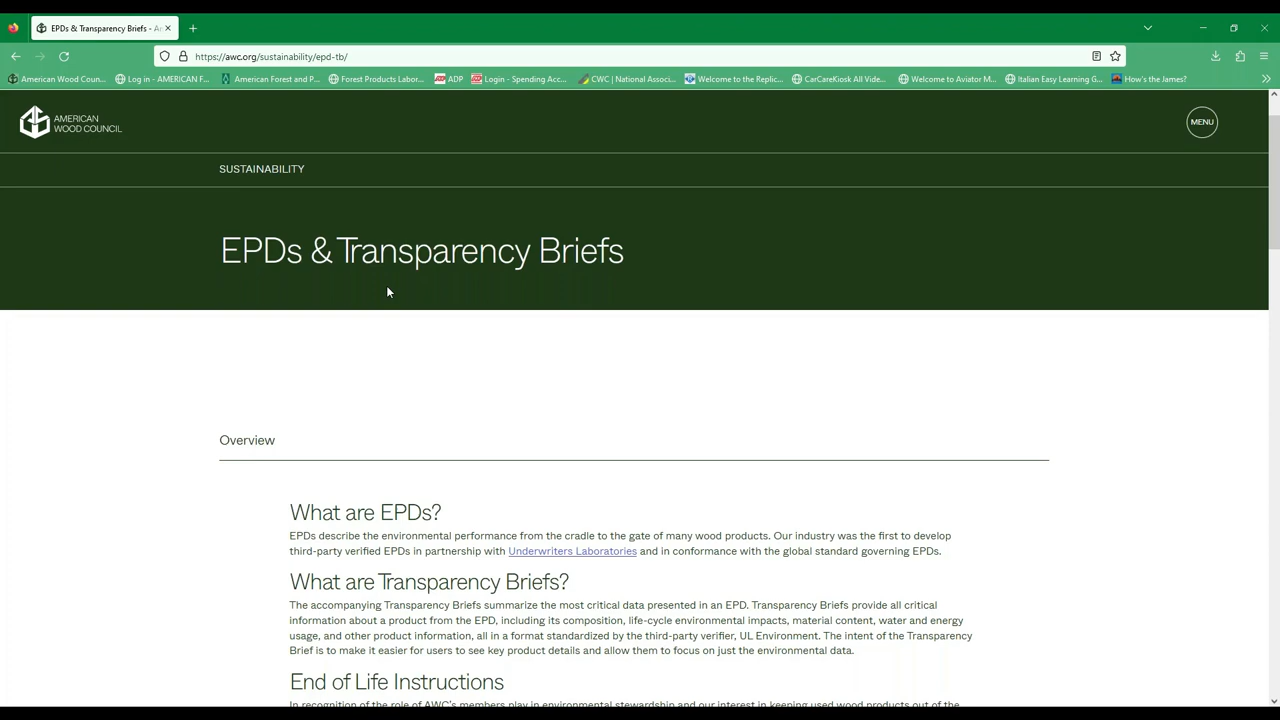 EPDs & Transparency Briefs - A
https://awc.org/sustainability/epd-tb/
American Wood Coun... Log in - AMERICAN F... American Forest and P... Forest Products Labor... ADP Login - Spending Acc... CWC | National Associ... Welcome to the Replic... CarCareKiosk All Vide... Welcome to Aviator M... Italian Easy Learning G... How's the James?
AMERICAN
WOOD COUNCIL
MENU
SUSTAINABILITY
EPDs & Transparency Briefs
Overview
What are EPDs?
EPDs describe the environmental performance from the cradle to the gate of many wood products. Our industry was the first to develop
third-party verified EPDs in partnership with Underwriters Laboratories and in conformance with the global standard governing EPDs.
What are Transparency Briefs?
The accompanying Transparency Briefs summarize the most critical data presented in an EPD. Transparency Briefs provide all critical
information about a product from the EPD, including its composition, life-cycle environmental impacts, material content, water and energy
usage, and other product information, all in a format standardized by the third-party verifier, UL Environment. The intent of the Transparency
Brief is to make it easier for users to see key product details and allow them to focus on just the environmental data.
End of Life Instructions
In recognition of the role of AWC's members play in environmental stewardship and our interest in keeping used wood products out of the